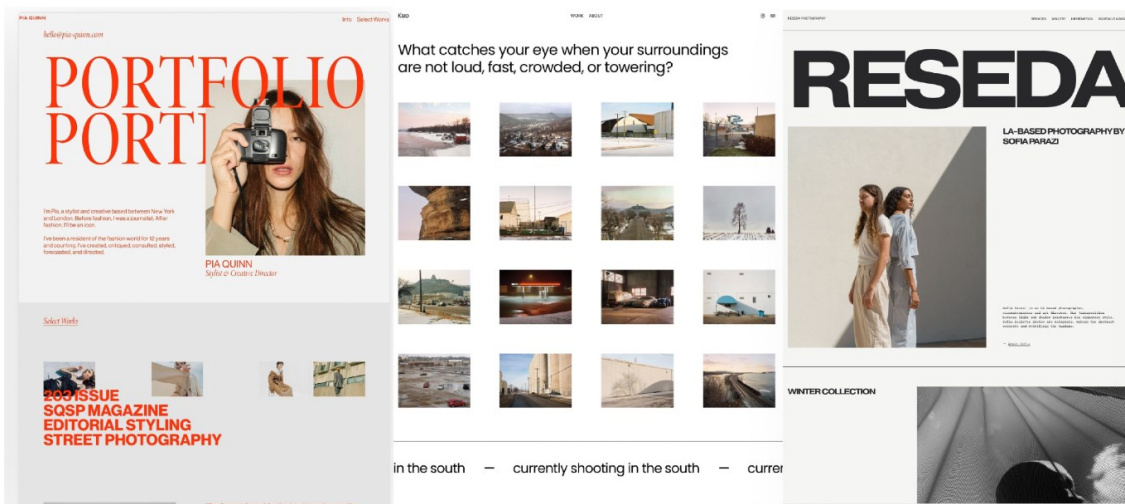 PIA QUINN
Info Select Works
hello@pia-quinn.com
PORTFOLIO
PORTI
I'm Pia, a stylist and creative based between New York
and London. Before fashion, I was a journalist. After
fashion, I'll be an icon.
I've been a resident of the fashion world for 12 years
and counting. I've created, critiqued, consulted, styled,
forecasted, and directed.
PIA QUINN
Stylist & Creative Director
Select Works
203 ISSUE
SQSP MAGAZINE
EDITORIAL STYLING
STREET PHOTOGRAPHY
WORK ABOUT
What catches your eye when your surroundings
are not loud, fast, crowded, or towering?
in the south — currently shooting in the south — curren
RESEDA PHOTOGRAPHY
RESEDA
LA-BASED PHOTOGRAPHY BY
SOFIA PARAZI
WINTER COLLECTION